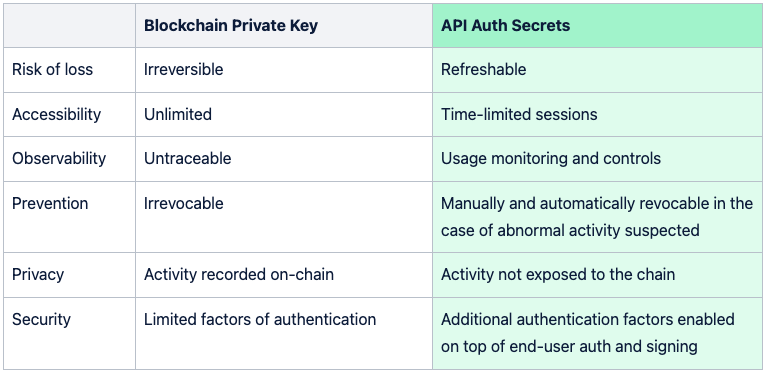 Blockchain Private Key API Auth Secrets
Risk of loss Irreversible Refreshable
Accessibility Unlimited Time-limited sessions
Observability Untraceable Usage monitoring and controls
Prevention Irrevocable Manually and automatically revocable in the
case of abnormal activity suspected
Privacy Activity recorded on-chain Activity not exposed to the chain
Security Limited factors of authentication Additional authentication factors enabled
on top of end-user auth and signing